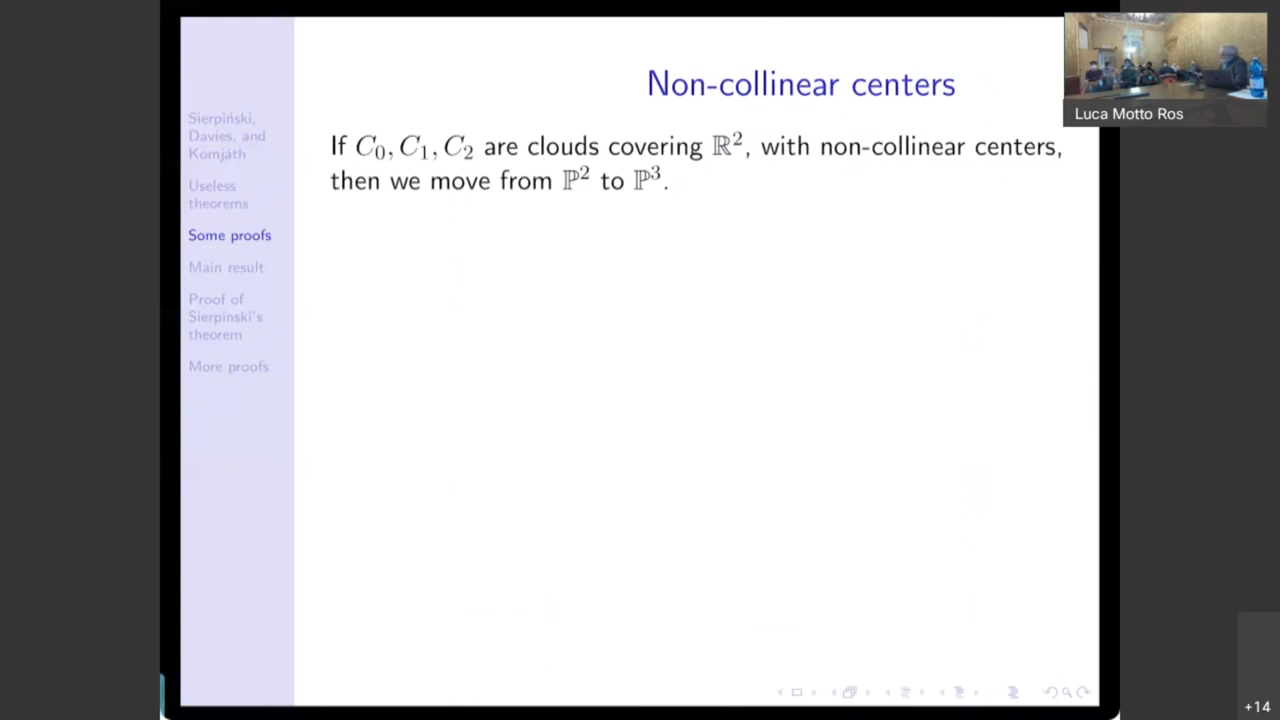 Non-collinear centers
Luca Motto Ros
Sierpiński,
Davies, and
Komjáth
Useless
theorems
Some proofs
Main result
Proof of
Sierpinski's
theorem
More proofs
If C₀, C₁, C₂ are clouds covering ℝ², with non-collinear centers,
then we move from ℙ² to ℙ³.
+14